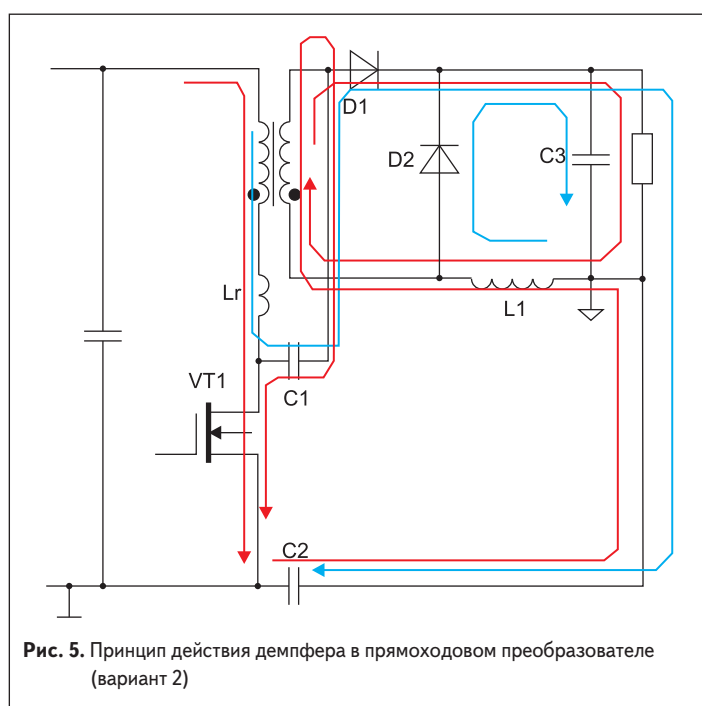 D1
D2
C3
Lr
L1
VT1
C1
C2
Рис. 5. Принцип действия демпфера в прямоходовом преобразователе
(вариант 2)